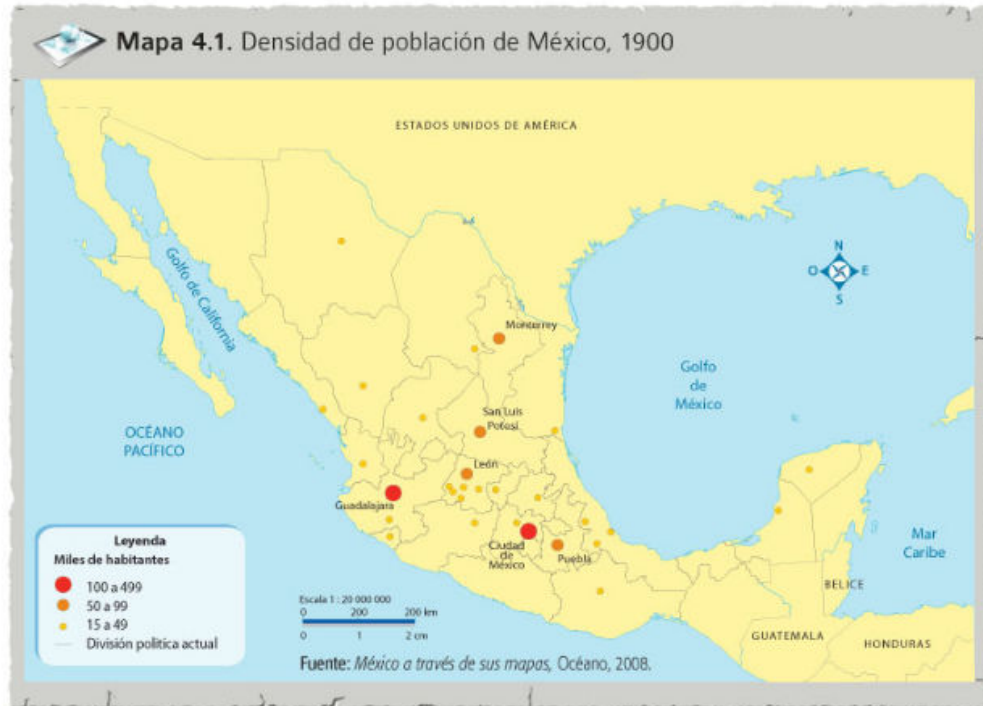 Mapa 4.1. Densidad de población de México, 1900
ESTADOS UNIDOS DE AMÉRICA
N
O
E
S
Golfo de California
Monterrey
Golfo
de
México
San Luis
Potosí
OCÉANO
PACÍFICO
León
Guadalajara
Mar
Caribe
Ciudad
de
México
Puebla
BELICE
GUATEMALA
HONDURAS
Leyenda
Miles de habitantes
100 a 499
50 a 99
15 a 49
División política actual
Escala 1 : 20 000 000
0 200 200 km
0 1 2 cm
Fuente: México a través de sus mapas, Océano, 2008.